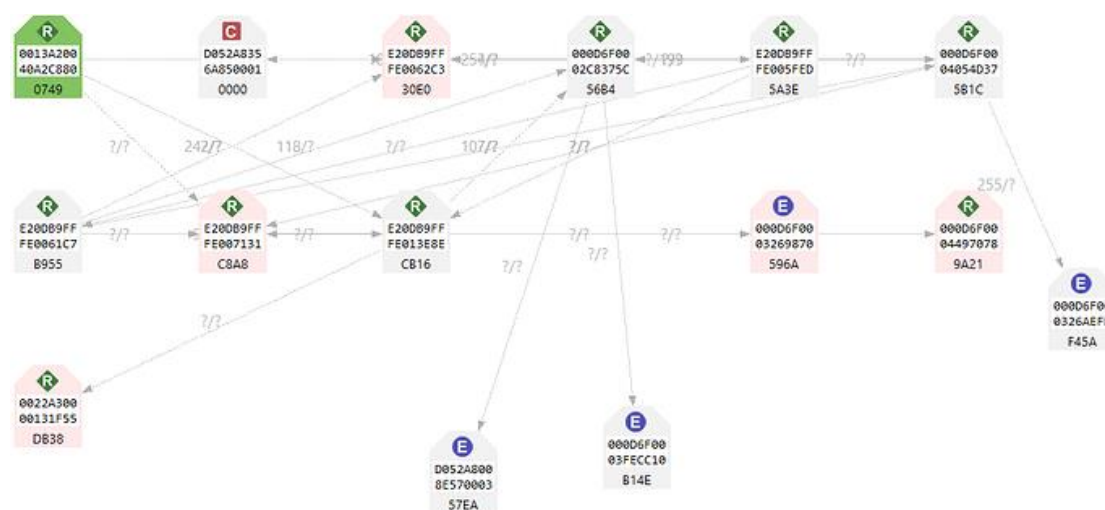 R
0013A200
40A2C880
0749
C
D052A835
6A850001
0000
R
E20DB9FF
FE0062C3
30E0
R
000D6F00
02C8375C
56B4
R
E20DB9FF
FE005FED
5A3E
R
000D6F00
04054D37
5B1C
254/?
?/199
?/?
?/?
242/?
118/?
?/?
107/?
?/?
255/?
R
E20DB9FF
FE0061C7
B955
R
E20DB9FF
FE007131
C8A8
R
E20DB9FF
FE013E8E
CB16
E
000D6F00
03269870
596A
R
000D6F00
04497078
9A21
?/?
?/?
?/?
?/?
?/?
?/?
E
000D6F0
0326AEF
F45A
?/?
R
0022A300
00131F55
DB38
E
D052A800
8E570003
57EA
E
000D6F00
03FECC10
B14E